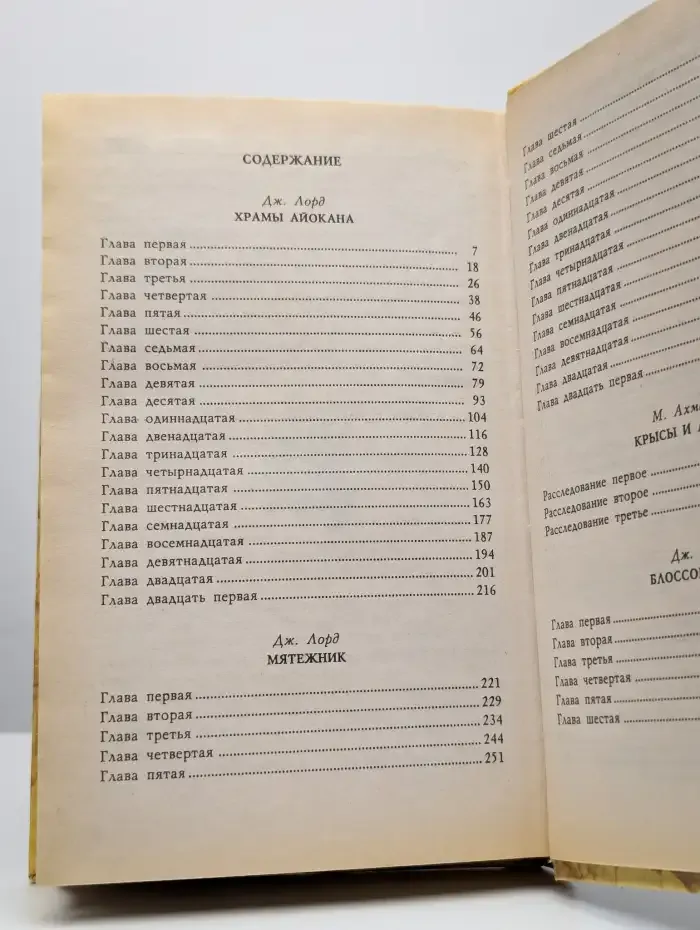 СОДЕРЖАНИЕ
Дж. Лорд
ХРАМЫ АЙОКАНА
Глава первая 7
Глава вторая 18
Глава третья 26
Глава четвертая 38
Глава пятая 46
Глава шестая 56
Глава седьмая 64
Глава восьмая 72
Глава девятая 79
Глава десятая 93
Глава одиннадцатая 104
Глава двенадцатая 116
Глава тринадцатая 128
Глава четырнадцатая 140
Глава пятнадцатая 150
Глава шестнадцатая 163
Глава семнадцатая 177
Глава восемнадцатая 187
Глава девятнадцатая 194
Глава двадцатая 201
Глава двадцать первая 216
Дж. Лорд
МЯТЕЖНИК
Глава первая 221
Глава вторая 229
Глава третья 234
Глава четвертая 244
Глава пятая 251
Глава шестая
Глава седьмая
Глава восьмая
Глава девятая
Глава десятая
Глава одиннадцатая
Глава двенадцатая
Глава тринадцатая
Глава четырнадцатая
Глава пятнадцатая
Глава шестнадцатая
Глава семнадцатая
Глава восемнадцатая
Глава девятнадцатая
Глава двадцатая
Глава двадцать первая
М.
КРЫСЫ И
Расследование первое
Расследование второе
Расследование третье
Дж.
Глава первая
Глава вторая
Глава третья
Глава четвертая
Глава пятая
Глава шестая